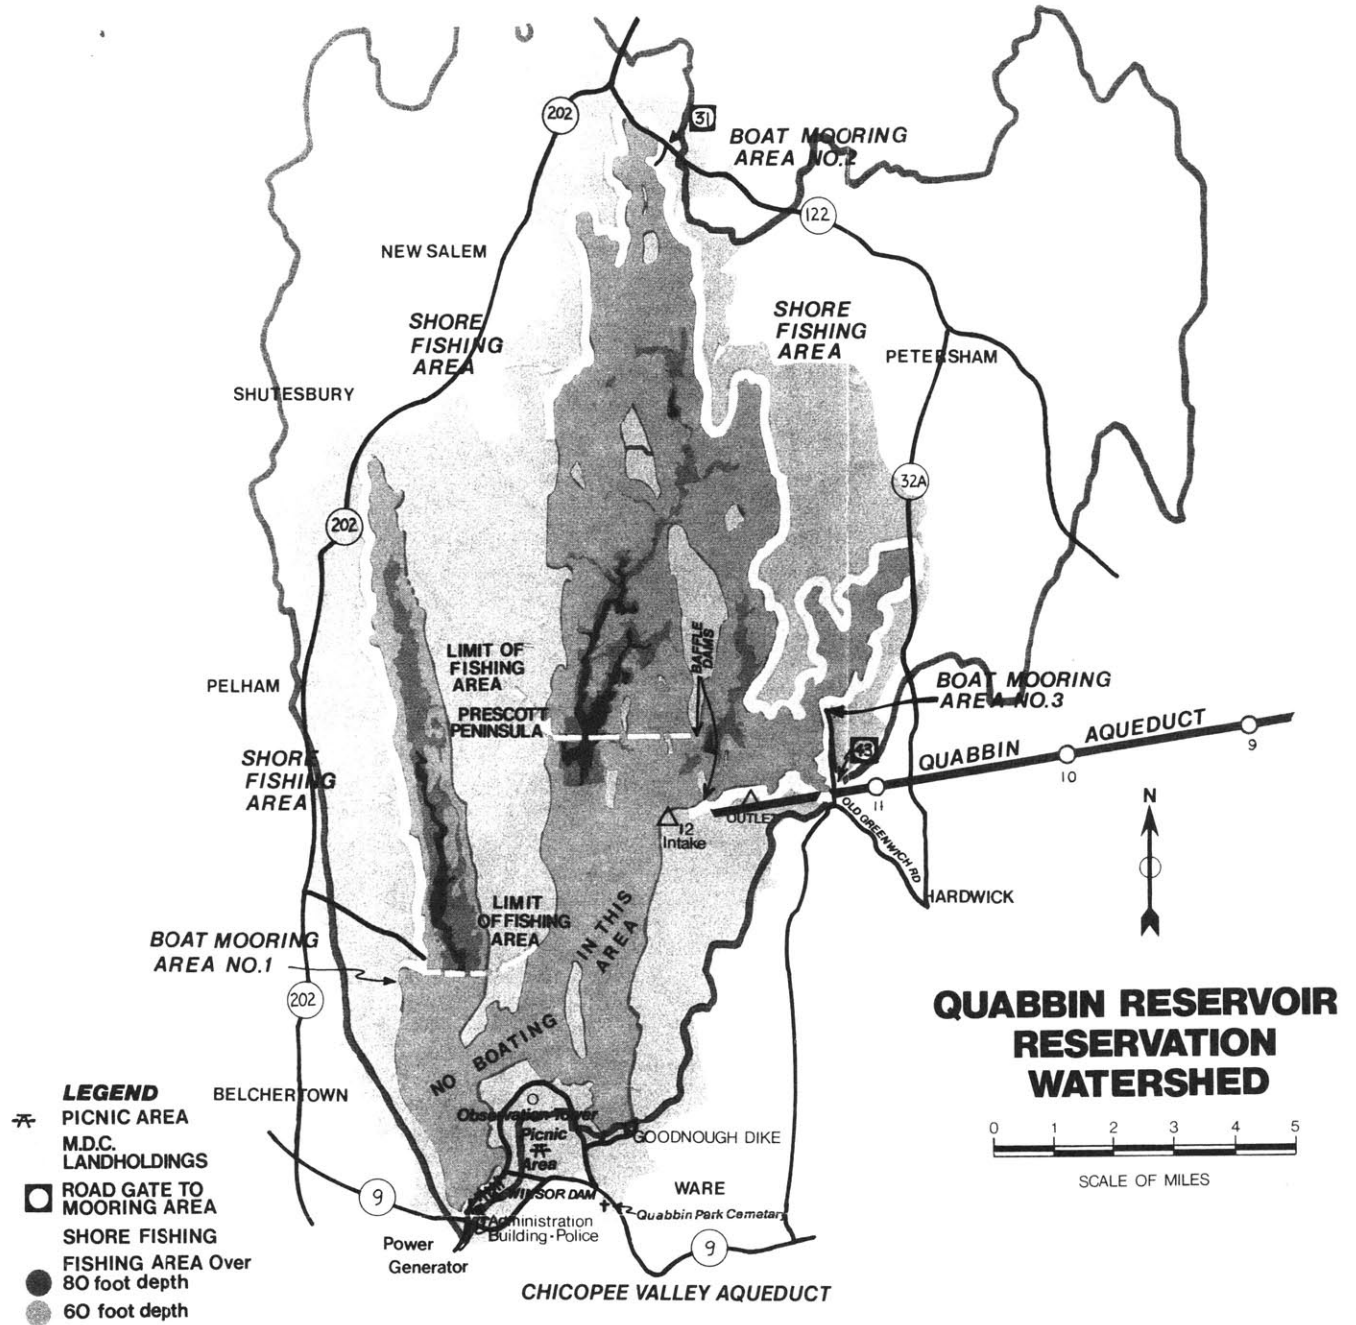 202
31
BOAT MOORING
AREA NO.2
122
NEW SALEM
SHORE
FISHING
AREA
SHORE
FISHING
AREA
PETERSHAM
SHUTESBURY
32A
202
BAFFLE
DAMS
LIMIT OF
FISHING
AREA
PELHAM
BOAT MOORING
AREA NO.3
PRESCOTT
PENINSULA
SHORE
FISHING
AREA
43
QUABBIN AQUEDUCT
9
10
11
N
OUTLET
12
Intake
OLD GREENWICH RD
HARDWICK
LIMIT
OF FISHING
AREA
IN THIS
AREA
BOAT MOORING
AREA NO.1
202
NO BOATING
QUABBIN RESERVOIR
RESERVATION
WATERSHED
0 1 2 3 4 5
SCALE OF MILES
BELCHERTOWN
Observation Tower
Picnic
Area
GOODNOUGH DIKE
WINSOR DAM
WARE
Quabbin Park Cemetary
9
Administration
Building-Police
Power
Generator
9
CHICOPEE VALLEY AQUEDUCT
LEGEND
PICNIC AREA
M.D.C.
LANDHOLDINGS
ROAD GATE TO
MOORING AREA
SHORE FISHING
FISHING AREA Over
80 foot depth
60 foot depth